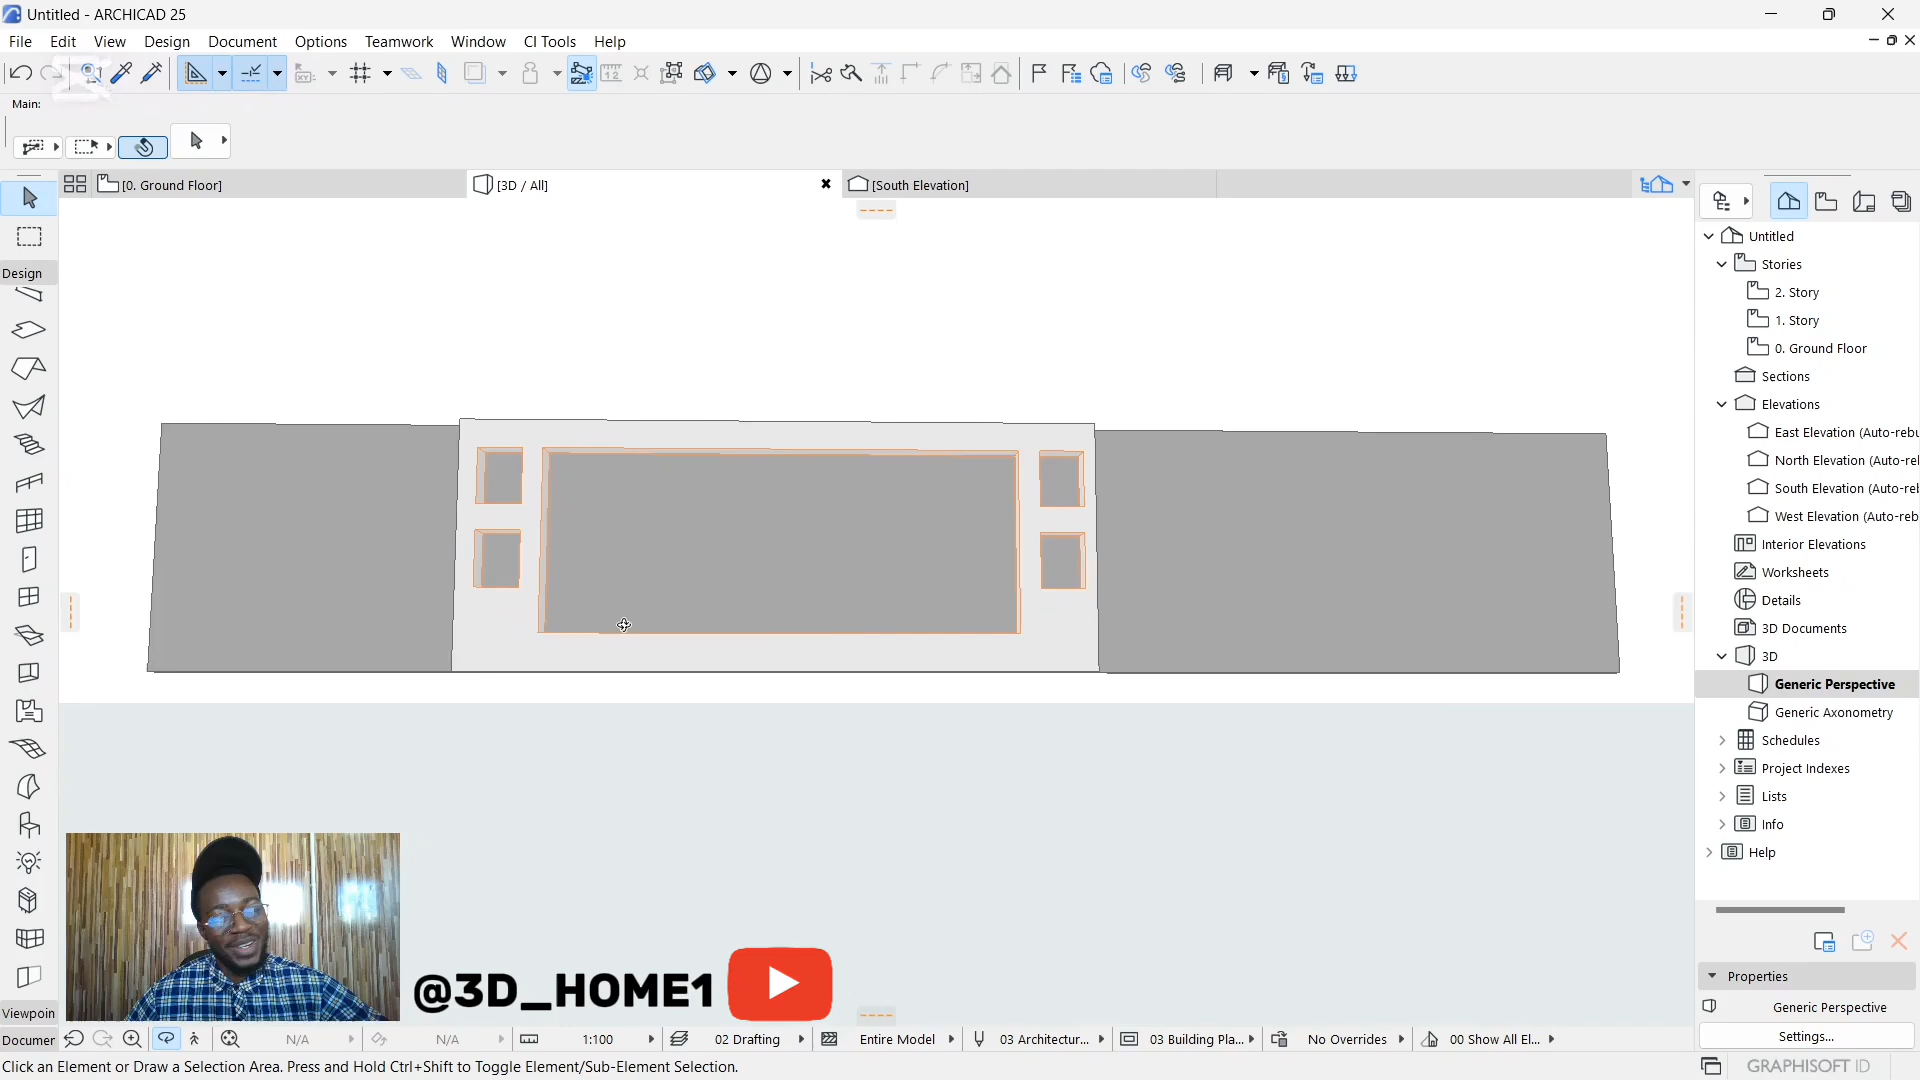 Untitled - ARCHICAD 25
File Edit View Design Document Options Teamwork Window CI Tools Help
Main:
[0. Ground Floor]
[3D / All]
[South Elevation]
Design
Viewpoin
Documer
Untitled
Stories
2. Story
1. Story
0. Ground Floor
Sections
Elevations
East Elevation (Auto-rebu
North Elevation (Auto-rel
South Elevation (Auto-rel
West Elevation (Auto-reb
Interior Elevations
Worksheets
Details
3D Documents
3D
Generic Perspective
Generic Axonometry
Schedules
Project Indexes
Lists
Info
Help
Properties
Generic Perspective
Settings...
@3D_HOME1
N/A
N/A
1:100
02 Drafting
Entire Model
03 Architectur...
03 Building Pla...
No Overrides
00 Show All El...
Click an Element or Draw a Selection Area. Press and Hold Ctrl+Shift to Toggle Element/Sub-Element Selection.
GRAPHISOFT ID